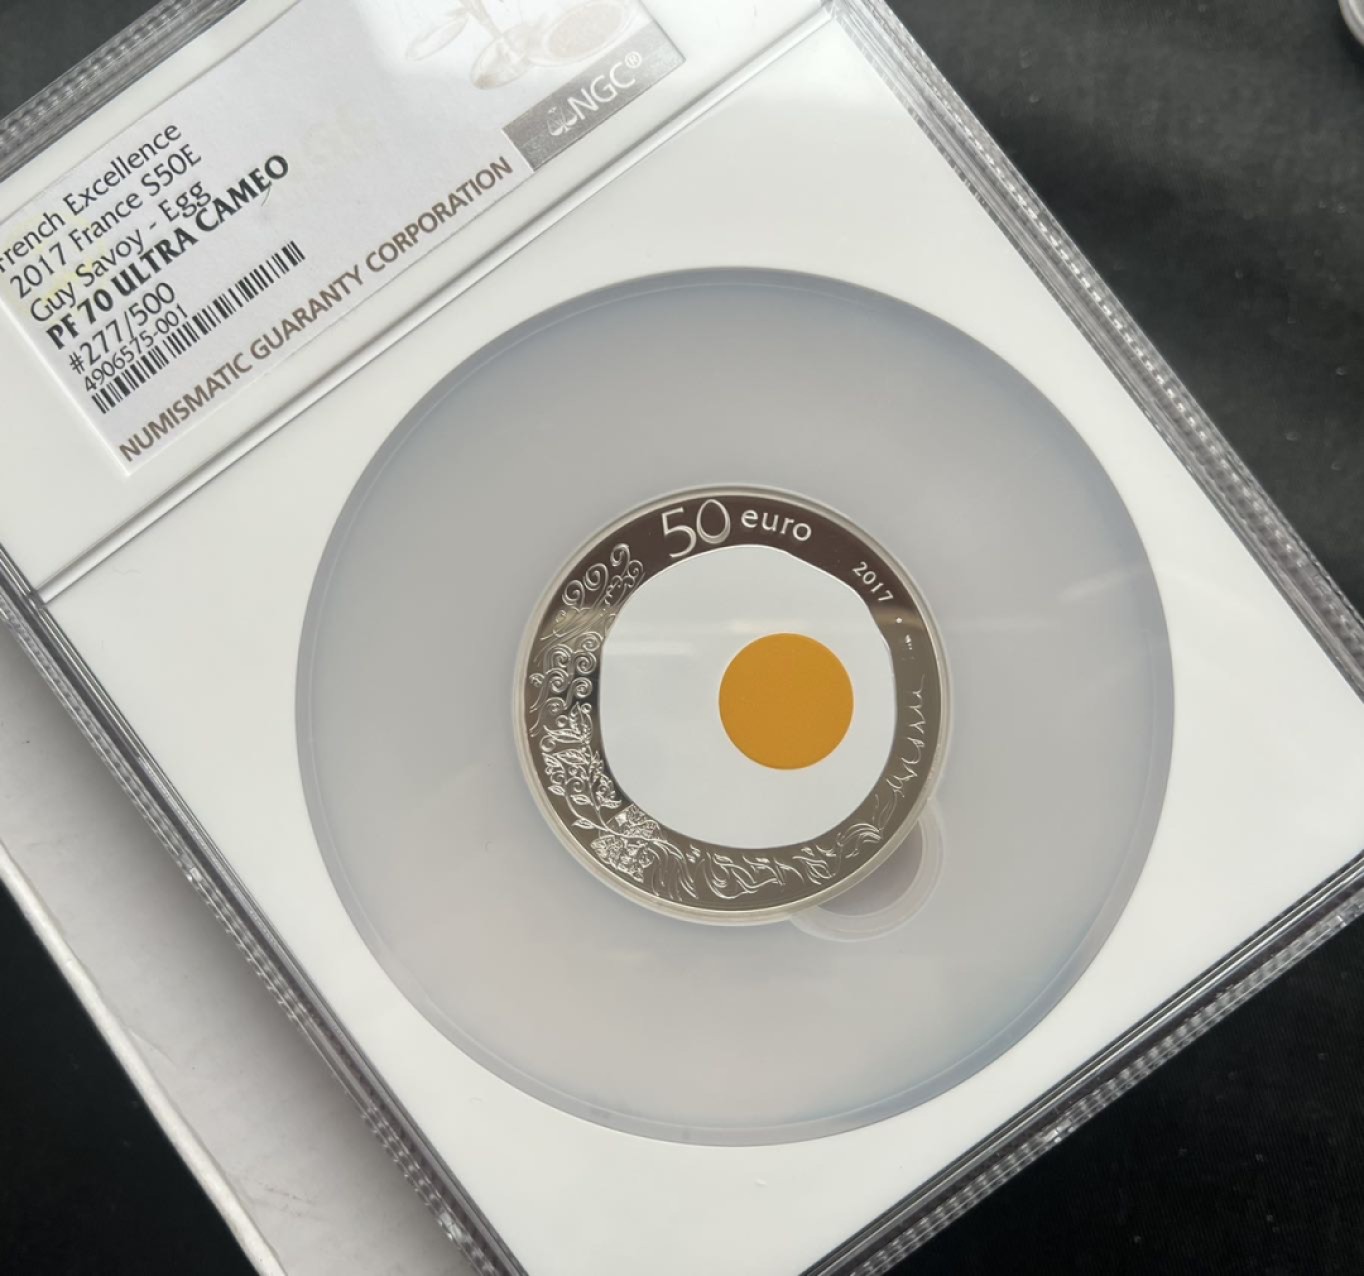 French Excellence
2017 France S50E
Guy Savoy - Egg
PF 70 ULTRA CAMEO
#277/500
4906575-001
NGC®
NUMISMATIC GUARANTY CORPORATION
50 euro
2017